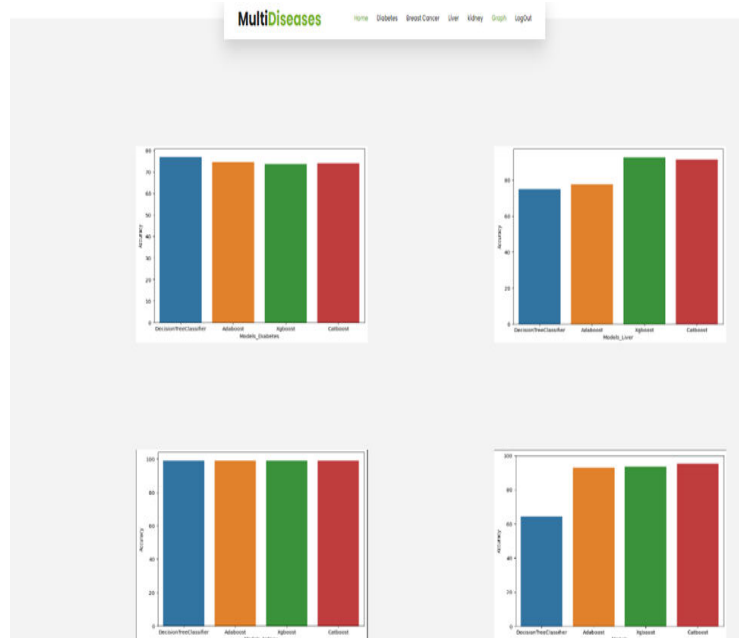 MultiDiseases
Home Diabetes Breast Cancer Liver kidney Graph LogOut
80
70
60
50
40
30
20
10
0
Accuracy
DecisionTreeClassifier Adaboost Xgboost Catboost
Models_Diabetes
80
60
40
20
0
Accuracy
DecisionTreeClassifier Adaboost Xgboost Catboost
Models_Liver
100
80
60
40
20
0
Accuracy
DecisionTreeClassifier Adaboost Xgboost Catboost
100
80
60
40
20
0
Accuracy
DecisionTreeClassifier Adaboost Xgboost Catboost